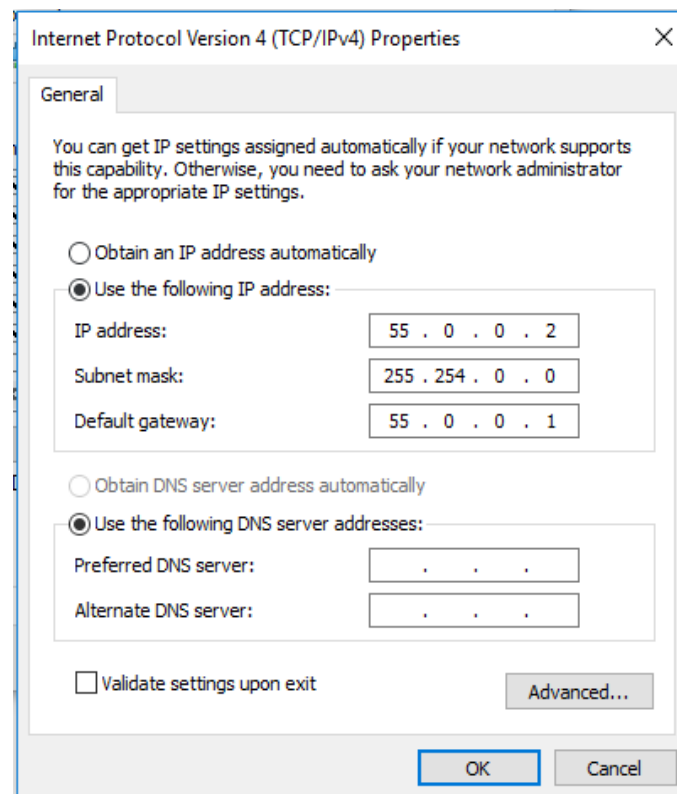 Internet Protocol Version 4 (TCP/IPv4) Properties
General
You can get IP settings assigned automatically if your network supports
this capability. Otherwise, you need to ask your network administrator
for the appropriate IP settings.
Obtain an IP address automatically
Use the following IP address:
IP address: 55 . 0 . 0 . 2
Subnet mask: 255 . 254 . 0 . 0
Default gateway: 55 . 0 . 0 . 1
Obtain DNS server address automatically
Use the following DNS server addresses:
Preferred DNS server: . . .
Alternate DNS server: . . .
Validate settings upon exit
Advanced...
OK Cancel